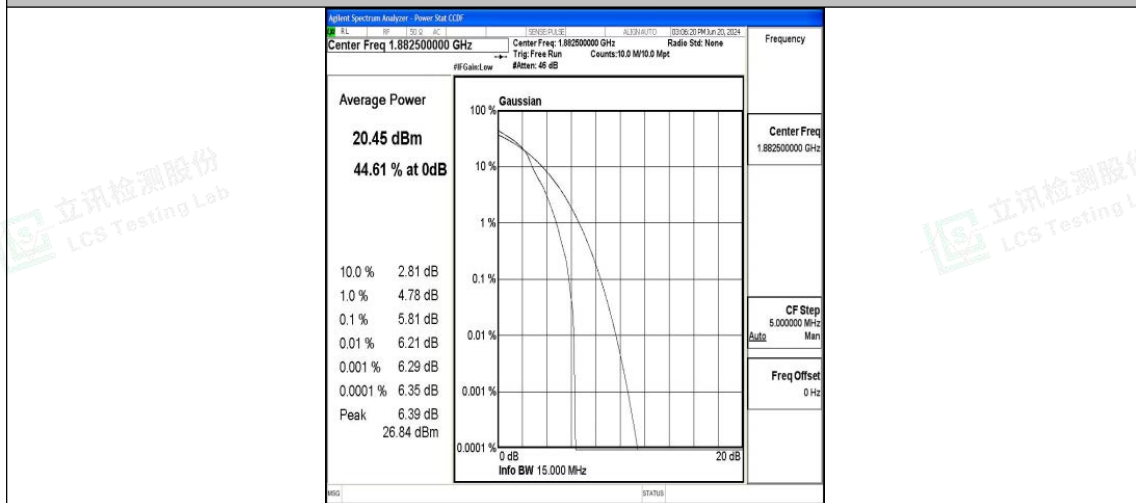 Agilent Spectrum Analyzer - Power Stat CCDF
RL RF 50 Ω AC SENSE:PULSE ALIGN AUTO 03:06:20 PM Jun 20, 2024
Center Freq 1.882500000 GHz
Center Freq: 1.882500000 GHz Radio Std: None
Trig: Free Run Counts:10.0 M/10.0 Mpt
#IFGain:Low #Atten: 46 dB
Frequency
Average Power
20.45 dBm
44.61 % at 0dB
10.0 % 2.81 dB
1.0 % 4.78 dB
0.1 % 5.81 dB
0.01 % 6.21 dB
0.001 % 6.29 dB
0.0001 % 6.35 dB
Peak 6.39 dB
26.84 dBm
Gaussian
100 %
10 %
1 %
0.1 %
0.01 %
0.001 %
0.0001 %
0 dB 20 dB
Info BW 15.000 MHz
Center Freq
1.882500000 GHz
CF Step
5.000000 MHz
Auto Man
Freq Offset
0 Hz
MSG STATUS
立讯检测股份
LCS Testing Lab
立讯检测股份
LCS Testing L